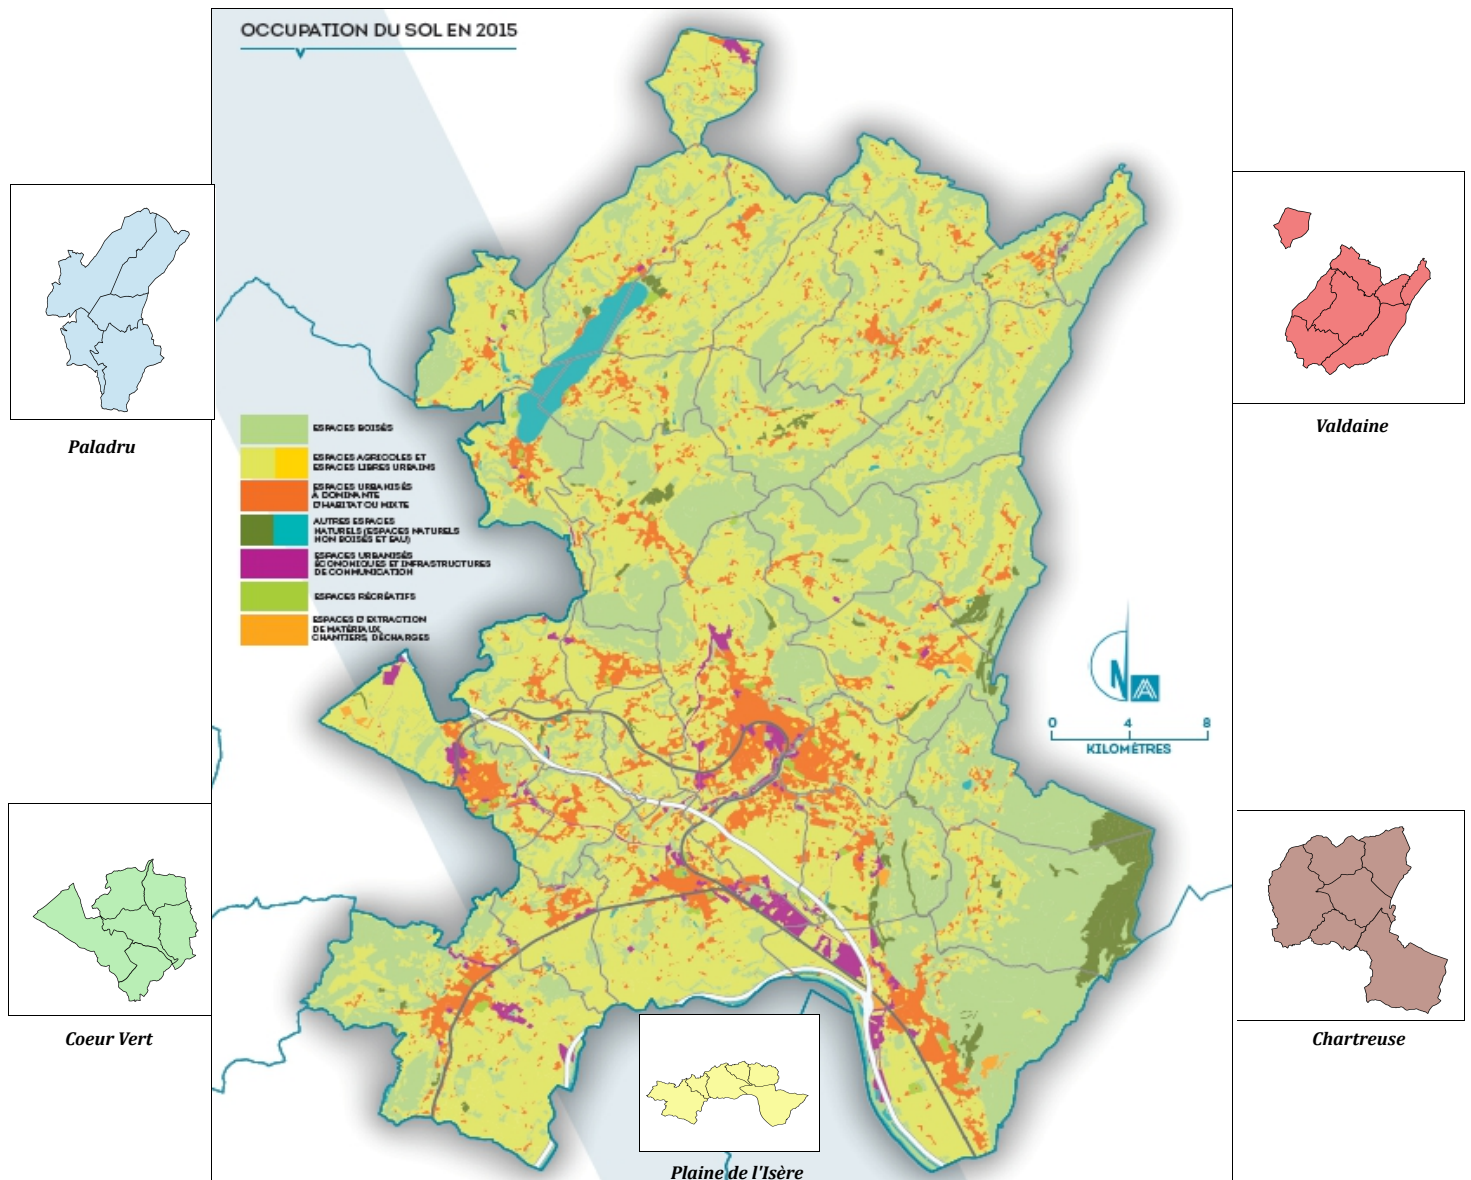 OCCUPATION DU SOL EN 2015
Paladru
Valdaine
ESPACES BOISÉS
ESPACES AGRICOLES ET
ESPACES LIBRES URBAINS
ESPACES URBANISÉS
À DOMINANTE
D'HABITAT OU MIXTE
AUTRES ESPACES
NATURELS (ESPACES NATURELS
NON BOISÉS ET EAU)
ESPACES URBANISÉS
ÉCONOMIQUES ET INFRASTRUCTURES
DE COMMUNICATION
ESPACES RÉCRÉATIFS
ESPACES D'EXTRACTION
DE MATÉRIAUX,
CHANTIERS, DÉCHARGES
N
0 4 8
KILOMÈTRES
Coeur Vert
Chartreuse
Plaine de l'Isère